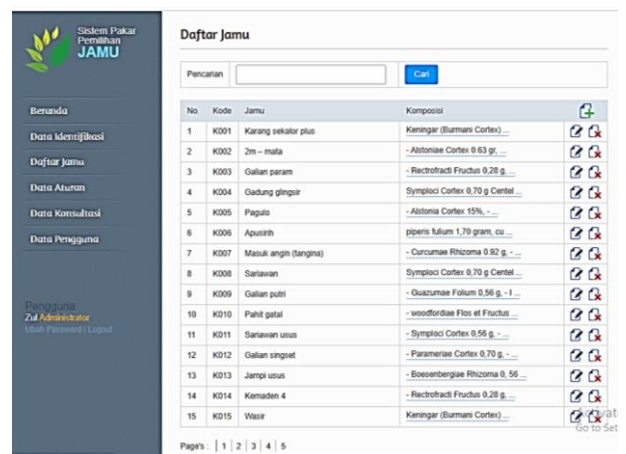 Sistem Pakar
Pemilihan
JAMU
Beranda
Data Identifikasi
Daftar Jamu
Data Aturan
Data Konsultasi
Data Pengguna
Pengguna
Zul Administrator
Ubah Password | Logout
Daftar Jamu
Pencarian Cari
No. Kode Jamu Komposisi
1 K001 Karang sekalor plus Keningar (Burmani Cortex) ...
2 K002 2m – mata - Alstoniae Cortex 0.63 gr, ...
3 K003 Galian param - Rectrofracti Fructus 0,28 g, ...
4 K004 Gadung glingsir Symploci Cortex 0,70 g Centel ...
5 K005 Pagulo - Alstonia Cortex 15%, - ...
6 K006 Apusirih piperis fulium 1,70 gram, cu ...
7 K007 Masuk angin (tangina) - Curcumae Rhizoma 0.92 g, - ...
8 K008 Sariawan Symploci Cortex 0,70 g Centel ...
9 K009 Galian putri - Guazumae Folium 0,56 g, - I ...
10 K010 Pahit gatal - woodfordiae Flos et Fructus ...
11 K011 Sariawan usus - Symploci Cortex 0,56 g, - ...
12 K012 Galian singset - Parameriae Cortex 0,70 g, - ...
13 K013 Jampi usus - Boesenbergiae Rhizoma 0, 56 ...
14 K014 Kemaden 4 - Rectrofracti Fructus 0,28 g, ...
15 K015 Wasir Keningar (Burmani Cortex) ...
Page's : | 1 | 2 | 3 | 4 | 5
Activat
Go to Set